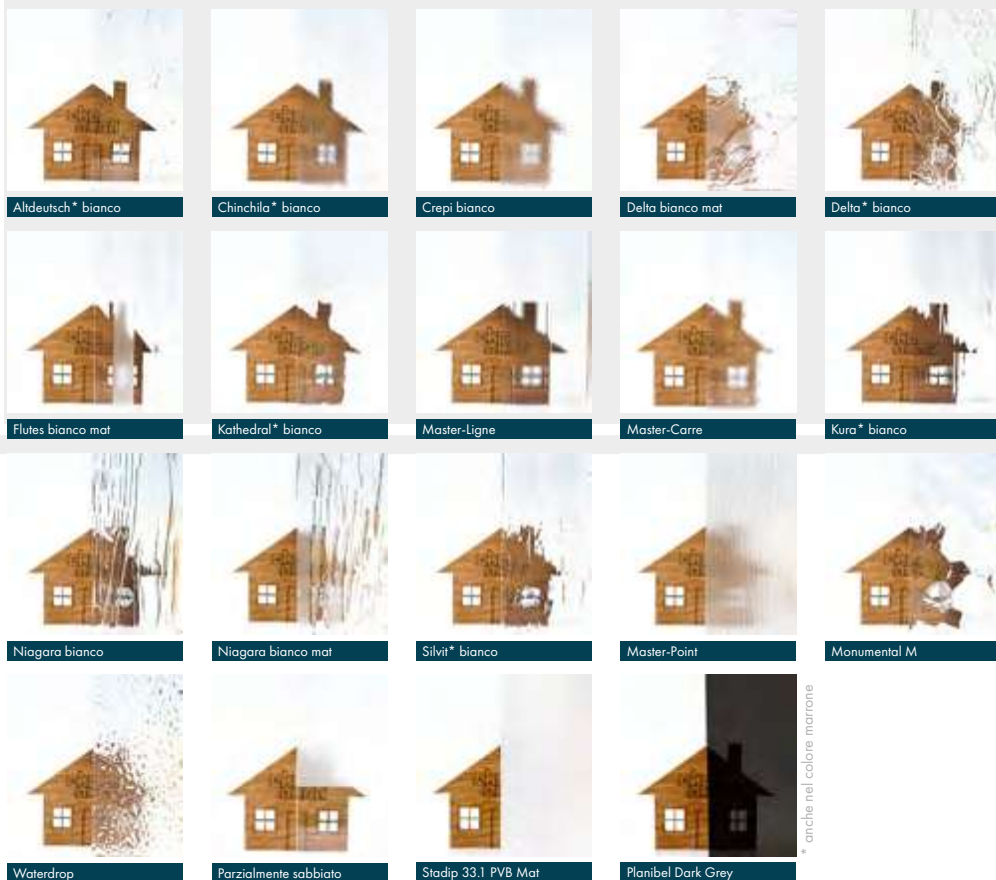 Altdeutsch* bianco
Chinchila* bianco
Crepi bianco
Delta bianco mat
Delta* bianco
Flutes bianco mat
Kathedral* bianco
Master-Ligne
Master-Carre
Kura* bianco
Niagara bianco
Niagara bianco mat
Silvit* bianco
Master-Point
Monumental M
Waterdrop
Parzialmente sabbiato
Stadip 33.1 PVB Mat
Planibel Dark Grey
* anche nel colore marrone